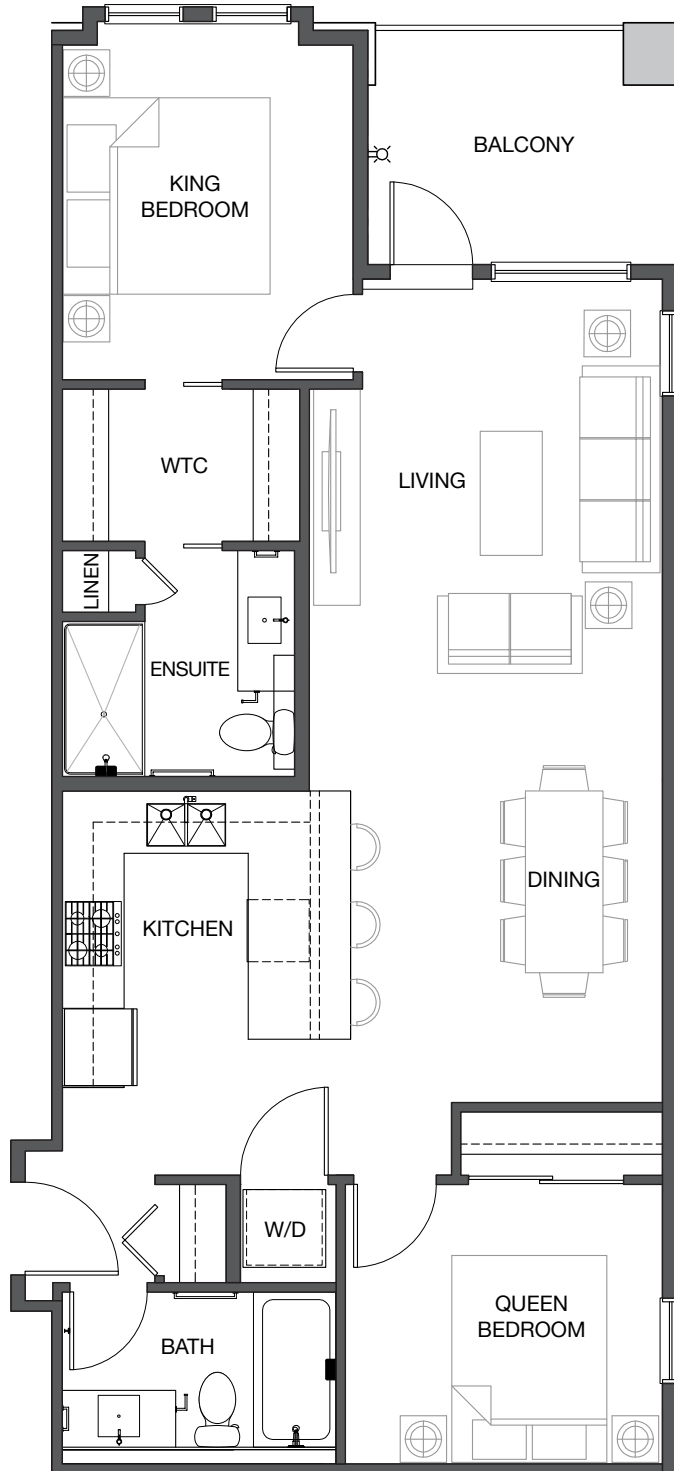 BALCONY
KING
BEDROOM
WTC
LIVING
LINEN
ENSUITE
DINING
KITCHEN
W/D
QUEEN
BEDROOM
BATH